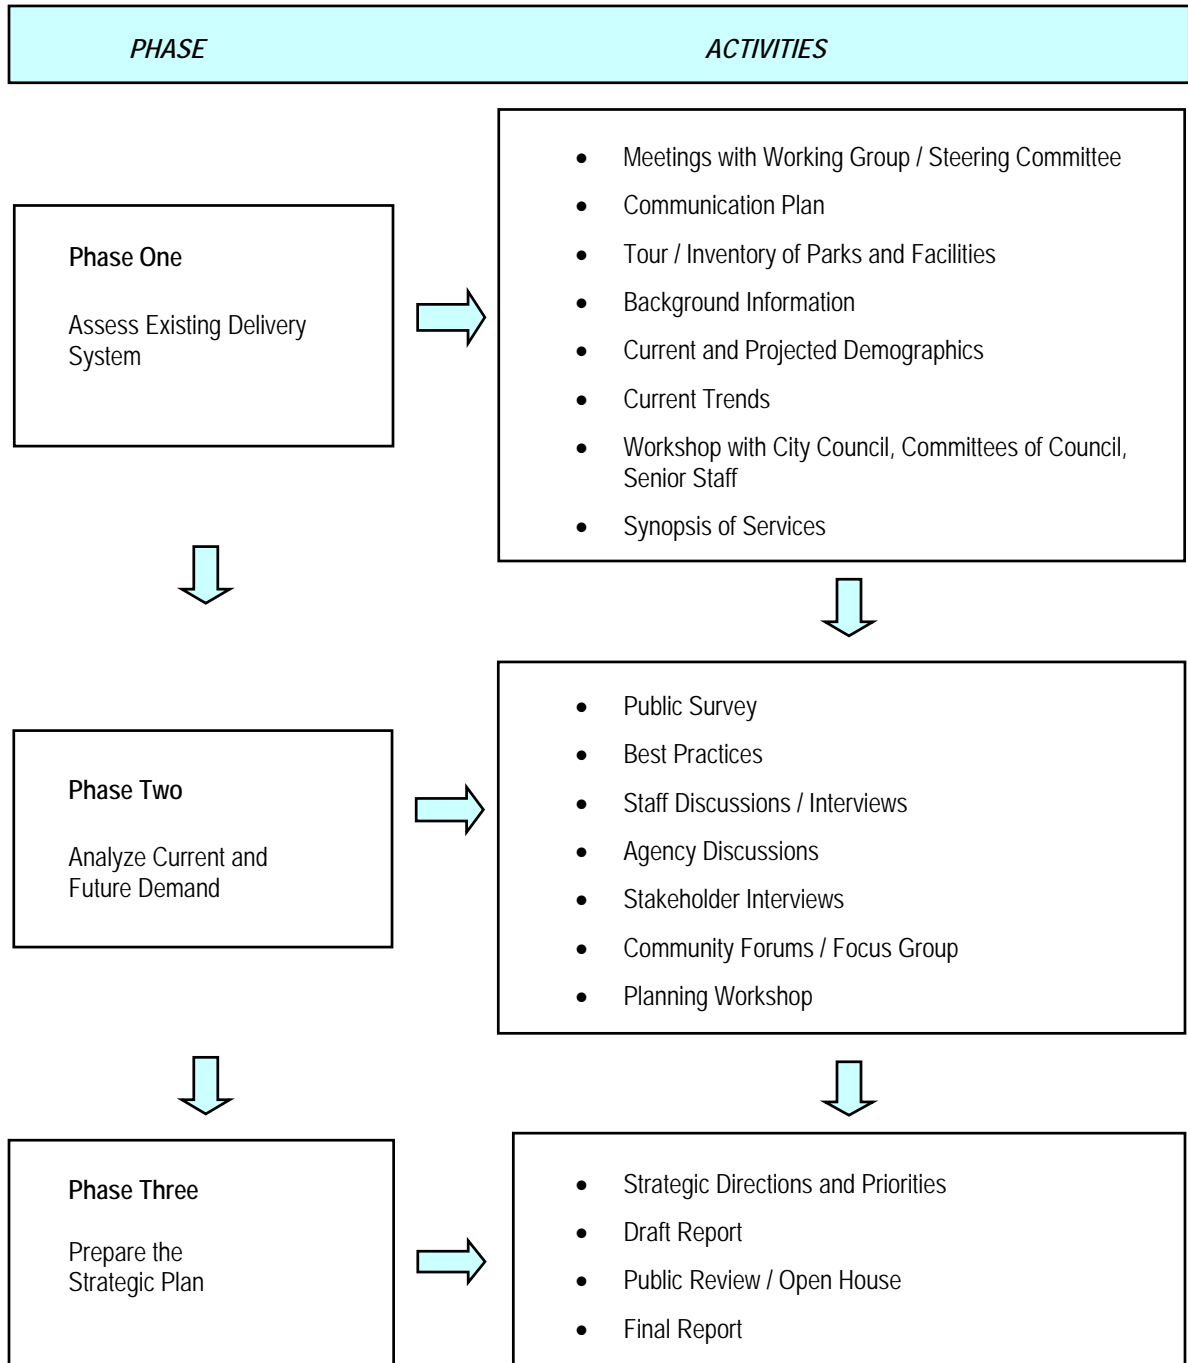 PHASE ACTIVITIES
Phase One
Assess Existing Delivery
System
• Meetings with Working Group / Steering Committee
• Communication Plan
• Tour / Inventory of Parks and Facilities
• Background Information
• Current and Projected Demographics
• Current Trends
• Workshop with City Council, Committees of Council,
Senior Staff
• Synopsis of Services
Phase Two
Analyze Current and
Future Demand
• Public Survey
• Best Practices
• Staff Discussions / Interviews
• Agency Discussions
• Stakeholder Interviews
• Community Forums / Focus Group
• Planning Workshop
Phase Three
Prepare the
Strategic Plan
• Strategic Directions and Priorities
• Draft Report
• Public Review / Open House
• Final Report